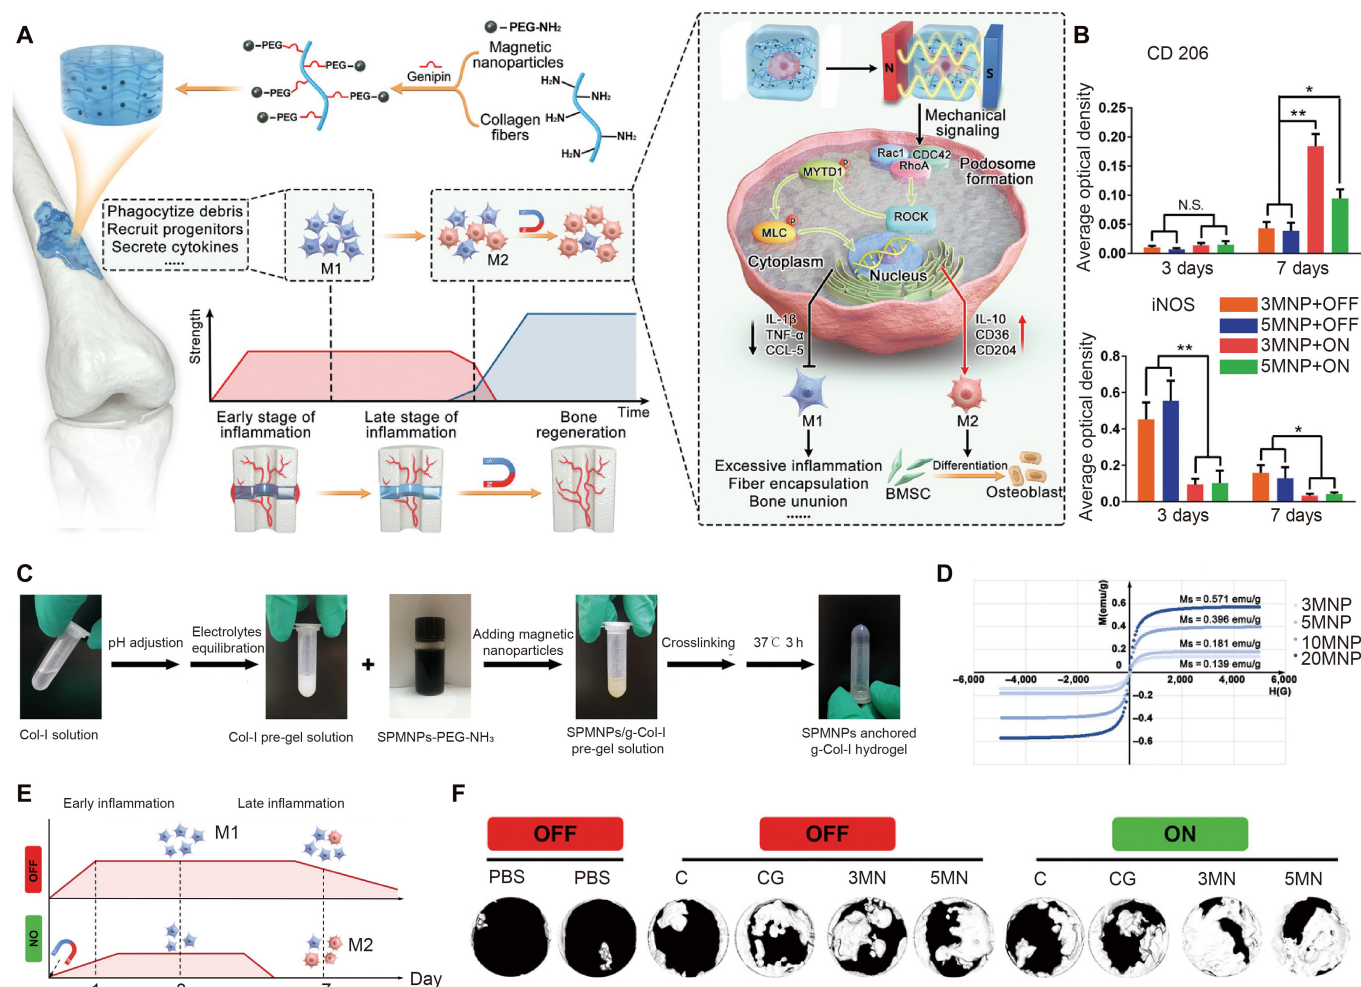 A
–PEG-NH₂
Magnetic
nanoparticles
Genipin
Collagen
fibers
–PEG
PEG–
–PEG
–PEG–
–PEG
H₂N
NH₂
H₂N
NH₂
H₂N
Phagocytize debris
Recruit progenitors
Secrete cytokines
......
M1
M2
Strength
Time
Early stage of
inflammation
Late stage of
inflammation
Bone
regeneration
N
S
Mechanical
signaling
Rac1
CDC42
RhoA
Podosome
formation
MYTD1
P
ROCK
MLC
P
Cytoplasm
Nucleus
IL-1β
TNF-α
CCL-5
IL-10
CD36
CD204
M1
M2
Excessive inflammation
Fiber encapsulation
Bone ununion
......
BMSC
Differentiation
Osteoblast
B
CD 206
Average optical density
0.25
0.20
0.15
0.10
0.05
0.00
N.S.
**
*
3 days
7 days
iNOS
3MNP+OFF
5MNP+OFF
3MNP+ON
5MNP+ON
Average optical density
0.8
0.6
0.4
0.2
0.0
**
*
3 days
7 days
C
pH adjustion
Electrolytes
equilibration
+
Adding magnetic
nanoparticles
Crosslinking
37℃ 3 h
Col-I solution
Col-I pre-gel solution
SPMNPs-PEG-NH₃
SPMNPs/g-Col-I
pre-gel solution
SPMNPs anchored
g-Col-I hydrogel
D
M(emu/g)
0.6
0.4
0.2
0
−0.2
−0.4
−0.6
−6,000
−4,000
−2,000
2,000
4,000
6,000
H(G)
Ms = 0.571 emu/g
Ms = 0.396 emu/g
Ms = 0.181 emu/g
Ms = 0.139 emu/g
3MNP
5MNP
10MNP
20MNP
E
Early inflammation
Late inflammation
OFF
M1
ON
M2
Day
F
OFF
OFF
ON
PBS
PBS
C
CG
3MN
5MN
C
CG
3MN
5MN